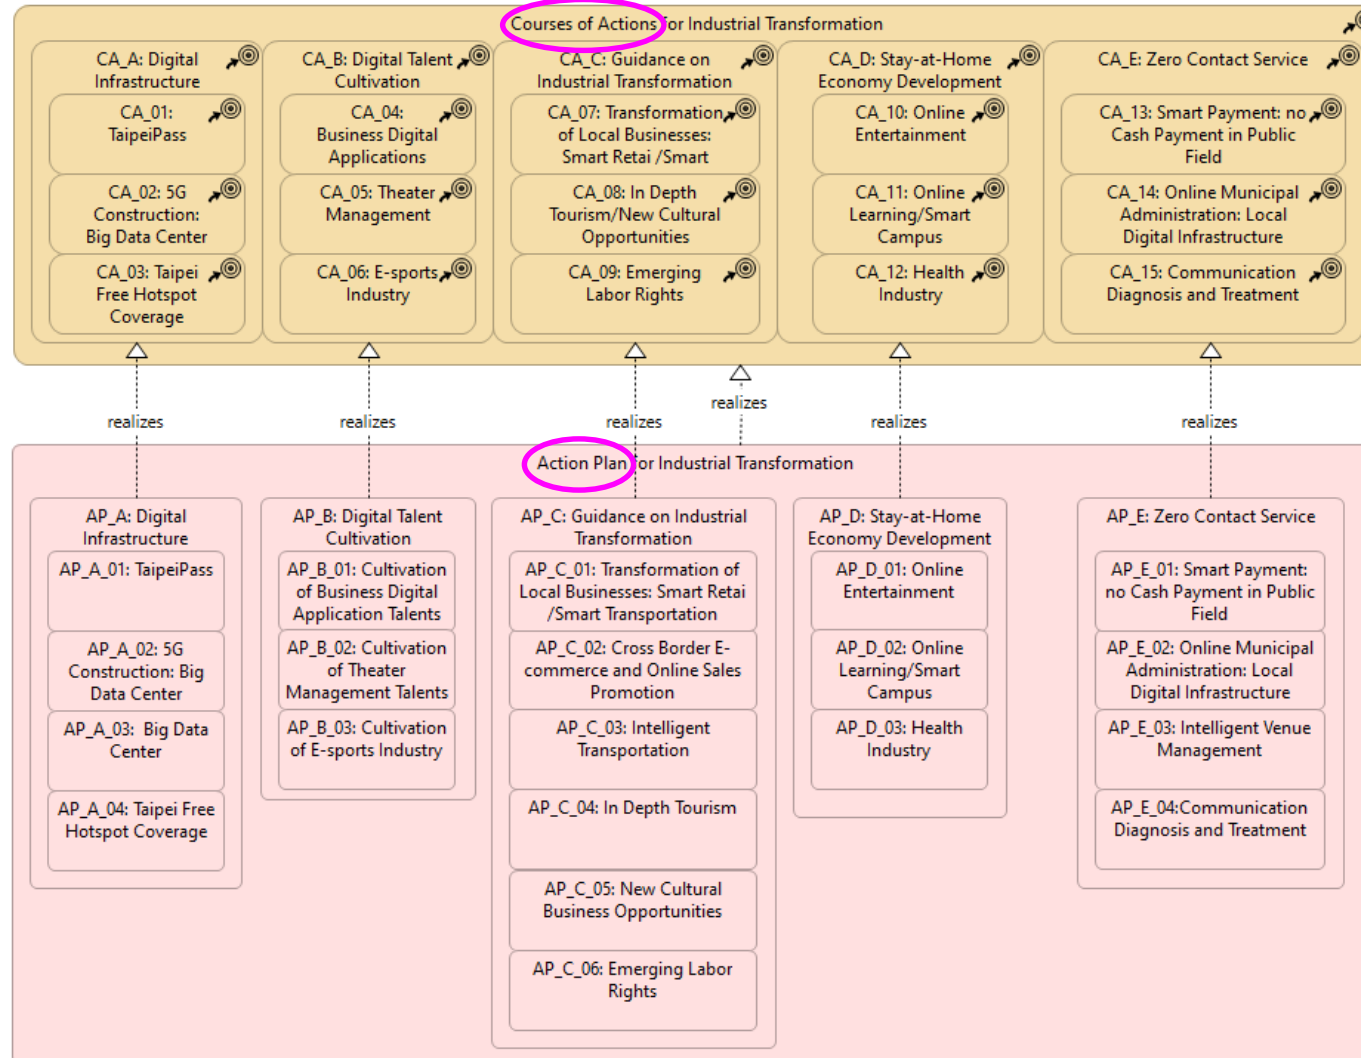 Courses of Actions for Industrial Transformation
CA_A: Digital
Infrastructure
CA_01:
TaipeiPass
CA_02: 5G
Construction:
Big Data Center
CA_03: Taipei
Free Hotspot
Coverage
CA_B: Digital Talent
Cultivation
CA_04:
Business Digital
Applications
CA_05: Theater
Management
CA_06: E-sports
Industry
CA_C: Guidance on
Industrial Transformation
CA_07: Transformation
of Local Businesses:
Smart Retai /Smart
CA_08: In Depth
Tourism/New Cultural
Opportunities
CA_09: Emerging
Labor Rights
CA_D: Stay-at-Home
Economy Development
CA_10: Online
Entertainment
CA_11: Online
Learning/Smart
Campus
CA_12: Health
Industry
CA_E: Zero Contact Service
CA_13: Smart Payment: no
Cash Payment in Public
Field
CA_14: Online Municipal
Administration: Local
Digital Infrastructure
CA_15: Communication
Diagnosis and Treatment
realizes
realizes
realizes
realizes
realizes
realizes
Action Plan for Industrial Transformation
AP_A: Digital
Infrastructure
AP_A_01: TaipeiPass
AP_A_02: 5G
Construction: Big
Data Center
AP_A_03:  Big Data
Center
AP_A_04: Taipei Free
Hotspot Coverage
AP_B: Digital Talent
Cultivation
AP_B_01: Cultivation
of Business Digital
Application Talents
AP_B_02: Cultivation
of Theater
Management Talents
AP_B_03: Cultivation
of E-sports Industry
AP_C: Guidance on Industrial
Transformation
AP_C_01: Transformation of
Local Businesses: Smart Retai
/Smart Transportation
AP_C_02: Cross Border E-
commerce and Online Sales
Promotion
AP_C_03: Intelligent
Transportation
AP_C_04: In Depth Tourism
AP_C_05: New Cultural
Business Opportunities
AP_C_06: Emerging Labor
Rights
AP_D: Stay-at-Home
Economy Development
AP_D_01: Online
Entertainment
AP_D_02: Online
Learning/Smart
Campus
AP_D_03: Health
Industry
AP_E: Zero Contact Service
AP_E_01: Smart Payment:
no Cash Payment in Public
Field
AP_E_02: Online Municipal
Administration: Local
Digital Infrastructure
AP_E_03: Intelligent Venue
Management
AP_E_04:Communication
Diagnosis and Treatment